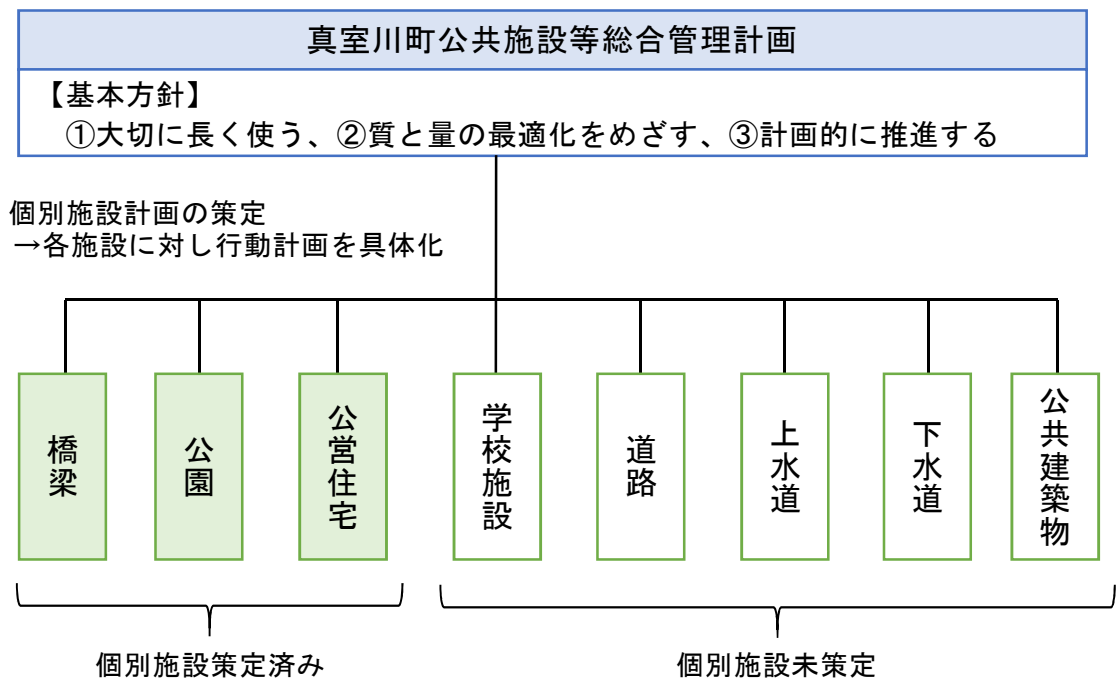 真室川町公共施設等総合管理計画
【基本方針】
①大切に長く使う、②質と量の最適化をめざす、③計画的に推進する
個別施設計画の策定
→各施設に対し行動計画を具体化
橋梁
公園
公営住宅
学校施設
道路
上水道
下水道
公共建築物
個別施設策定済み
個別施設未策定